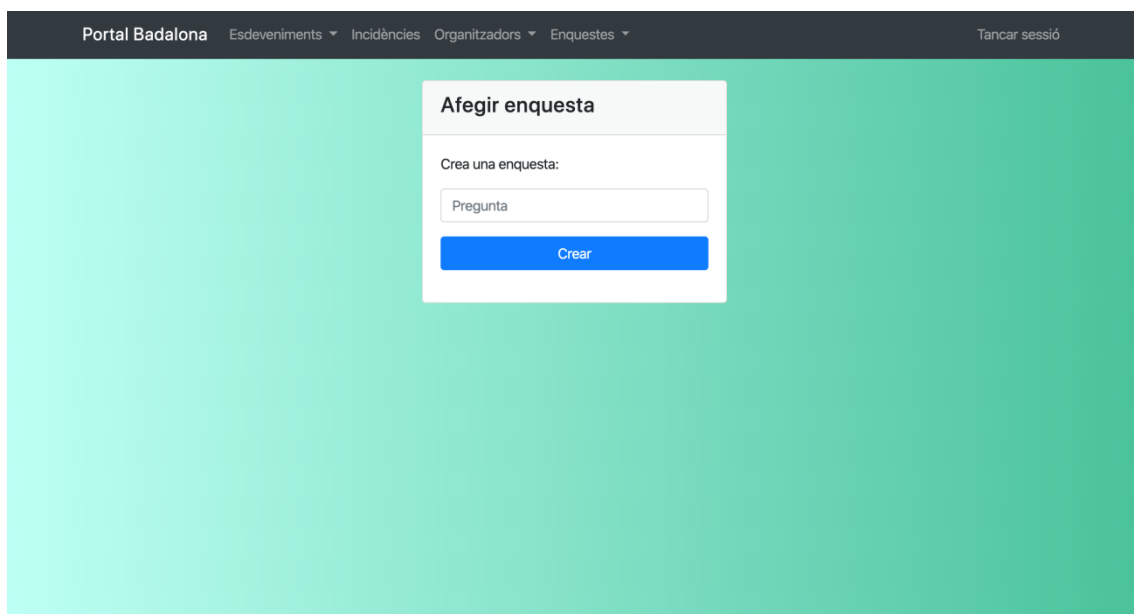 Portal Badalona Esdeveniments Incidències Organitzadors Enquestes Tancar sessió
Afegir enquesta
Crea una enquesta:
Pregunta
Crear